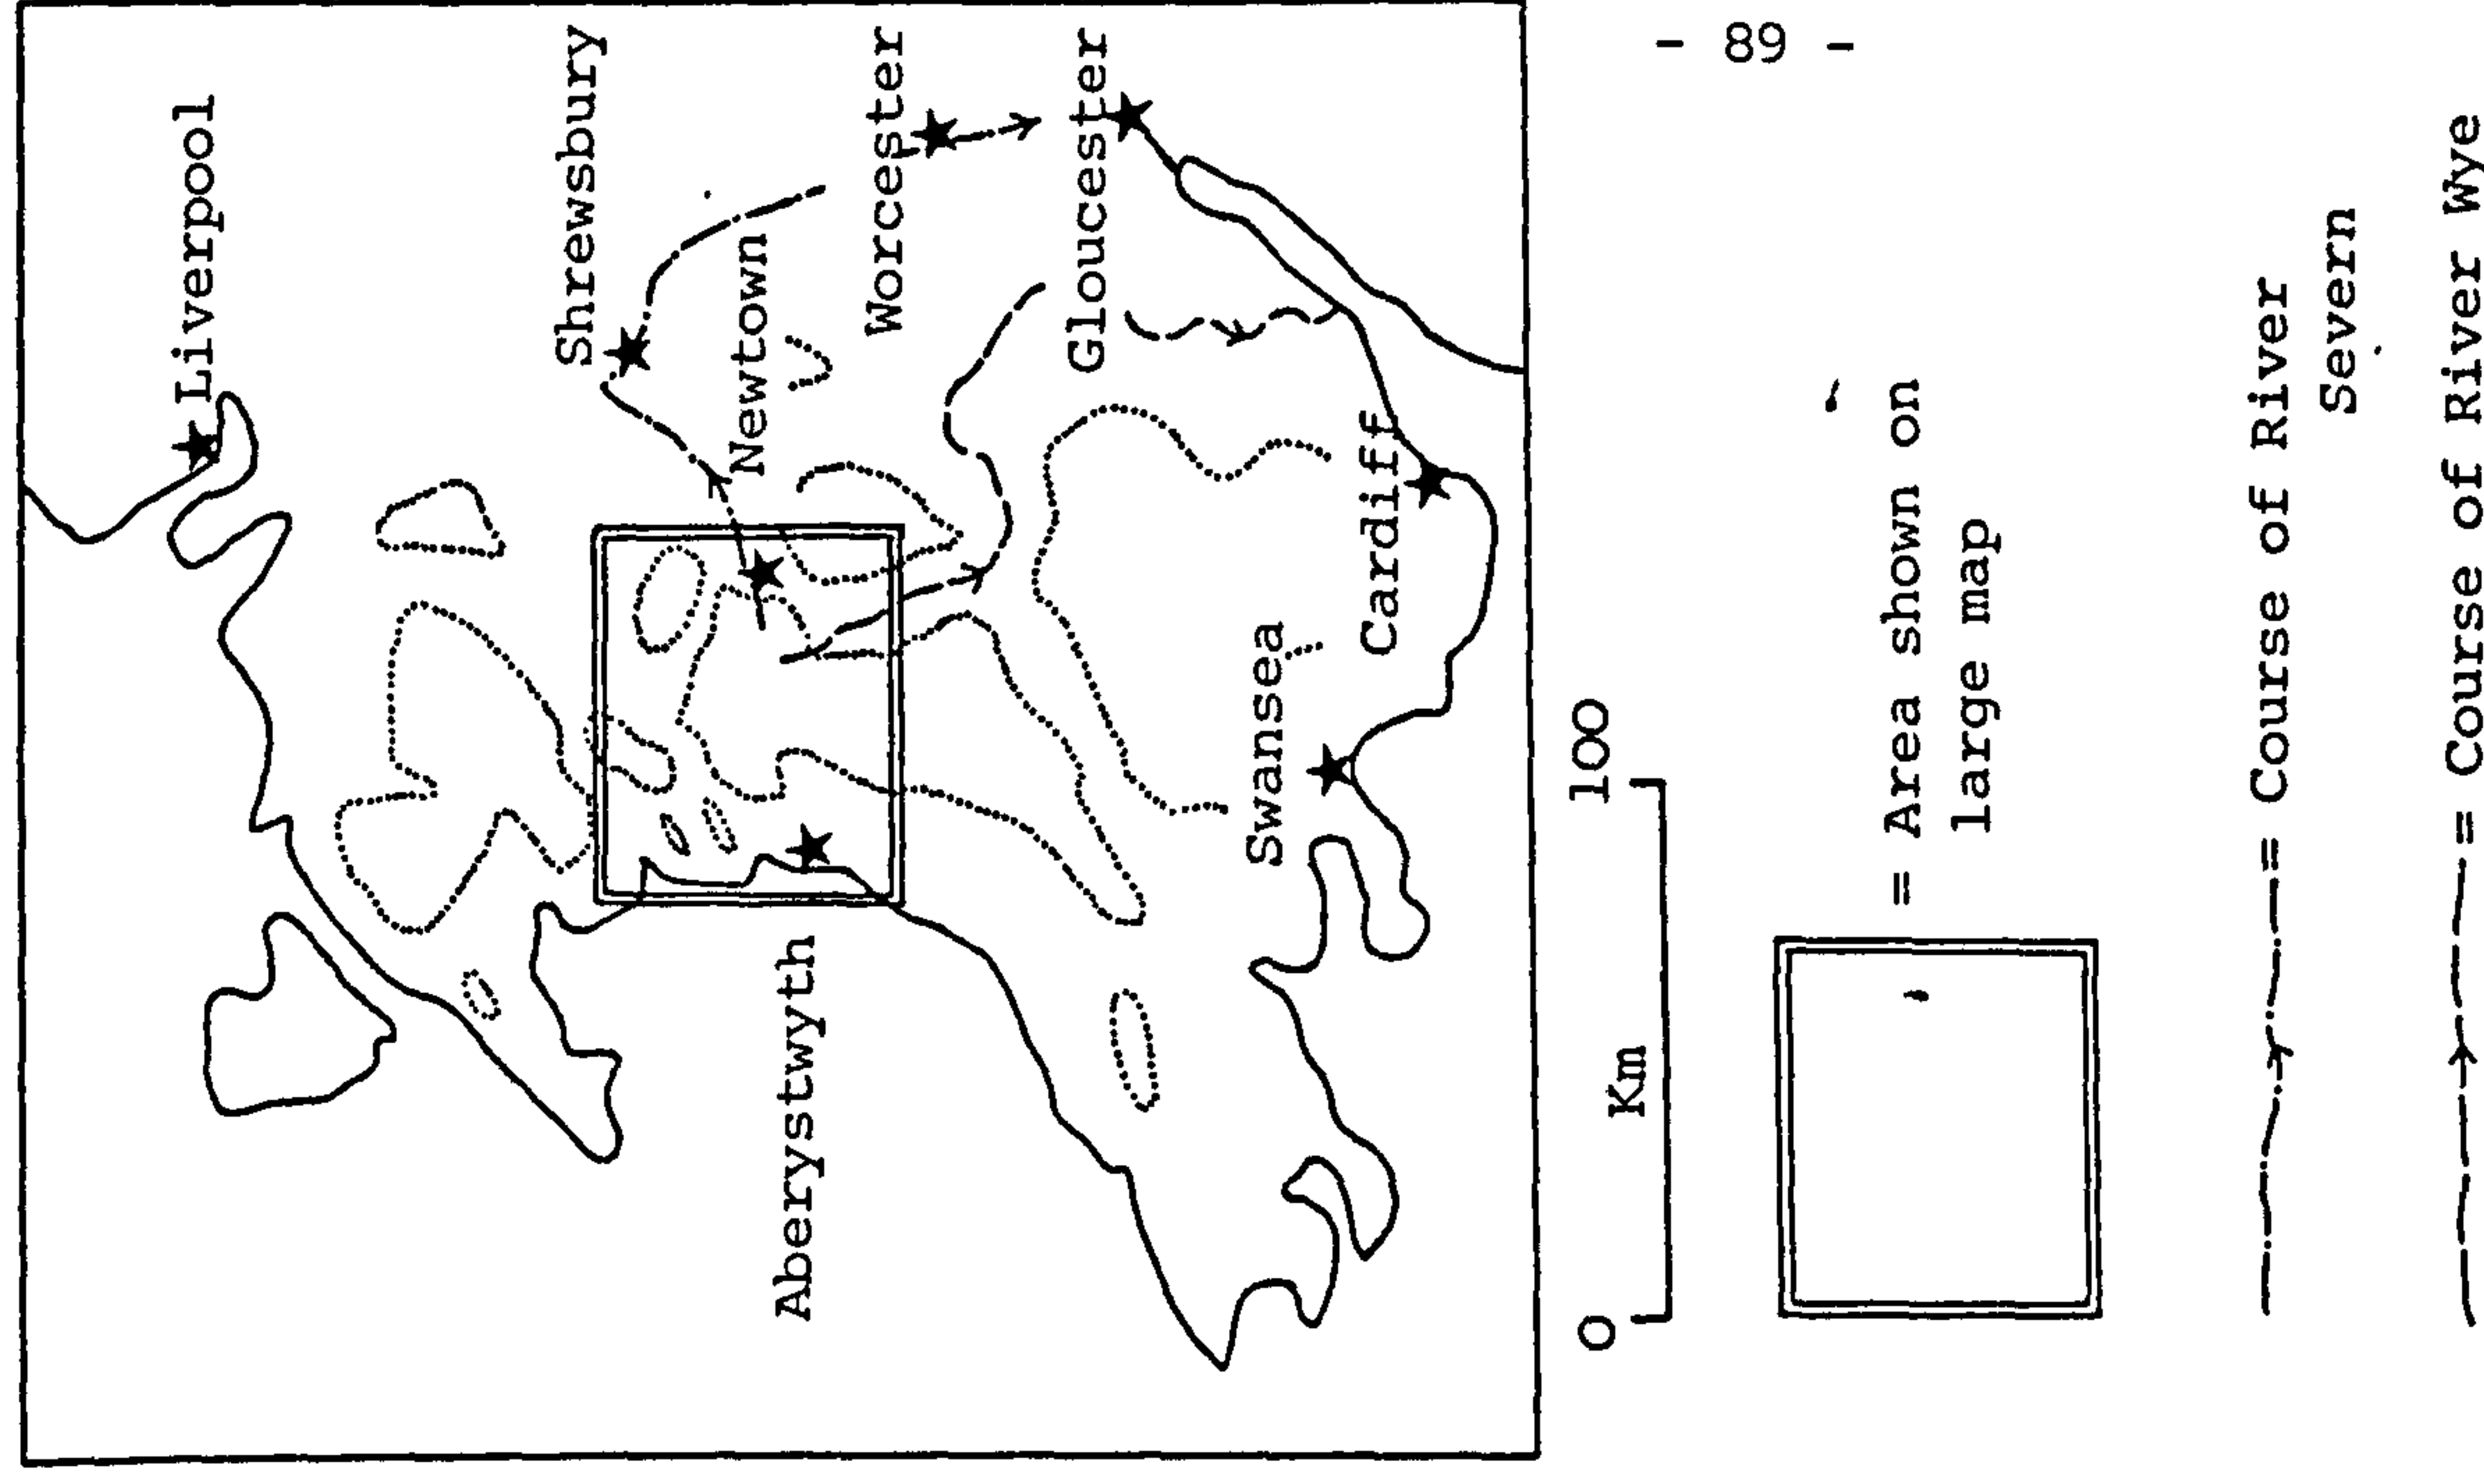 - 89 -
Liverpool
Shrewsbury
Newtown
Worcester
Gloucester
Aberystwyth
Swansea
Cardiff
0 100
Km
= Area shown on
large map
= Course of River
Severn
= Course of River Wye